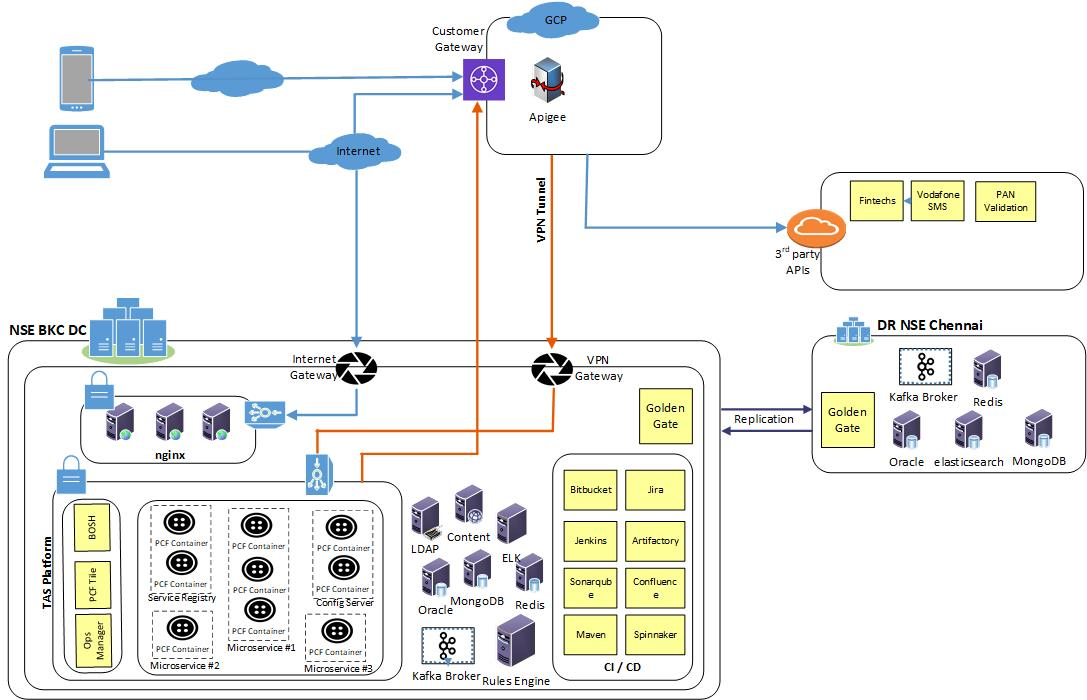 GCP
Customer
Gateway
Apigee
Internet
VPN Tunnel
Fintechs
Vodafone
SMS
PAN
Validation
3rd party
APIs
NSE BKC DC
DR NSE Chennai
Internet
Gateway
VPN
Gateway
nginx
Golden
Gate
Replication
Golden
Gate
Kafka Broker
Redis
Oracle
elasticsearch
MongoDB
TAS Platform
BOSH
PCF Tile
Ops
Manager
PCF Container
PCF Container
Service Registry
PCF Container
Microservice #2
PCF Container
PCF Container
PCF Container
Microservice #1
PCF Container
PCF Container
Config Server
PCF Container
Microservice #3
LDAP
Content
ELK
Oracle
MongoDB
Redis
Kafka Broker
Rules Engine
Bitbucket
Jira
Jenkins
Artifactory
Sonarqub
e
Confluenc
e
Maven
Spinnaker
CI / CD